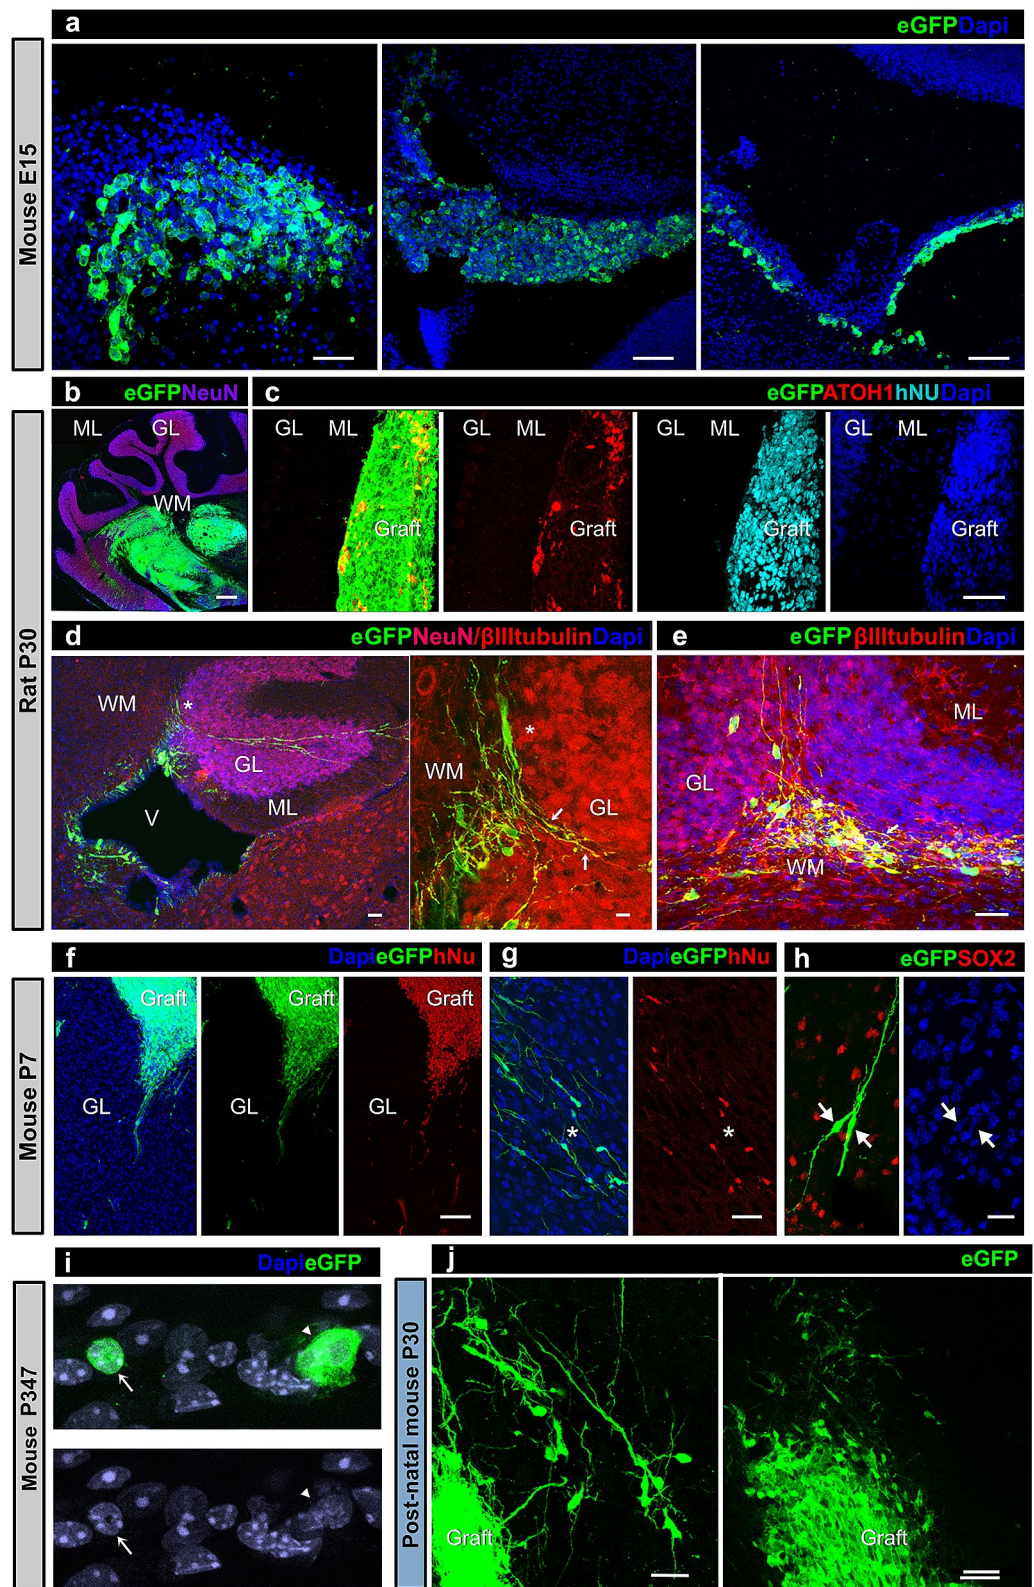 a eGFPDapi
Mouse E15
b eGFPNeuN
c eGFPATOH1hNUDapi
ML GL
WM
GL ML
Graft
GL ML
Graft
GL ML
Graft
GL ML
Graft
Rat P30
d eGFPNeuN/βIIItubulinDapi
WM
*
GL
ML
V
*
WM
GL
e eGFPβIIItubulinDapi
ML
GL
WM
Mouse P7
f DapieGFPhNu
Graft
GL
Graft
GL
Graft
GL
g DapieGFPhNu
*
*
h eGFPSOX2
Mouse P347
i DapieGFP
Post-natal mouse P30
j eGFP
Graft
Graft